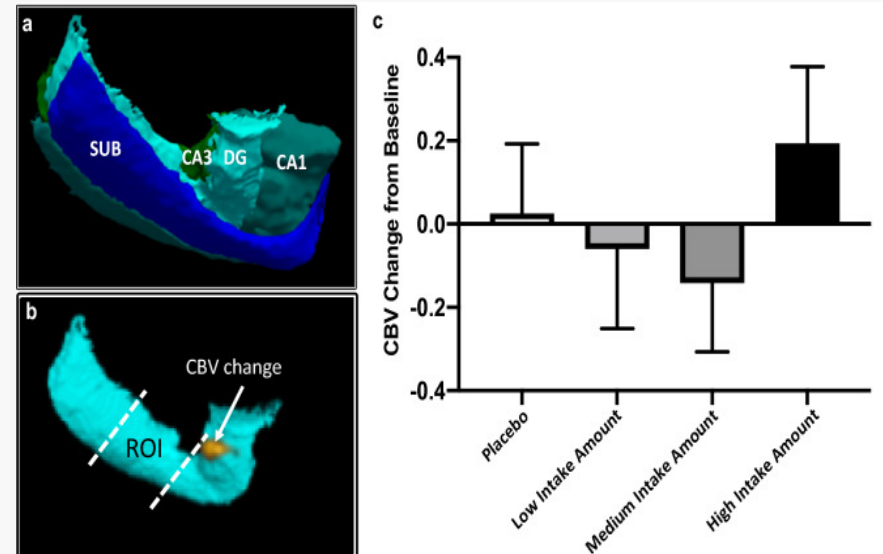 a
SUB
CA3
DG
CA1
b
CBV change
ROI
c
CBV Change from Baseline
0.4
0.2
0.0
-0.2
-0.4
Placebo
Low Intake Amount
Medium Intake Amount
High Intake Amount